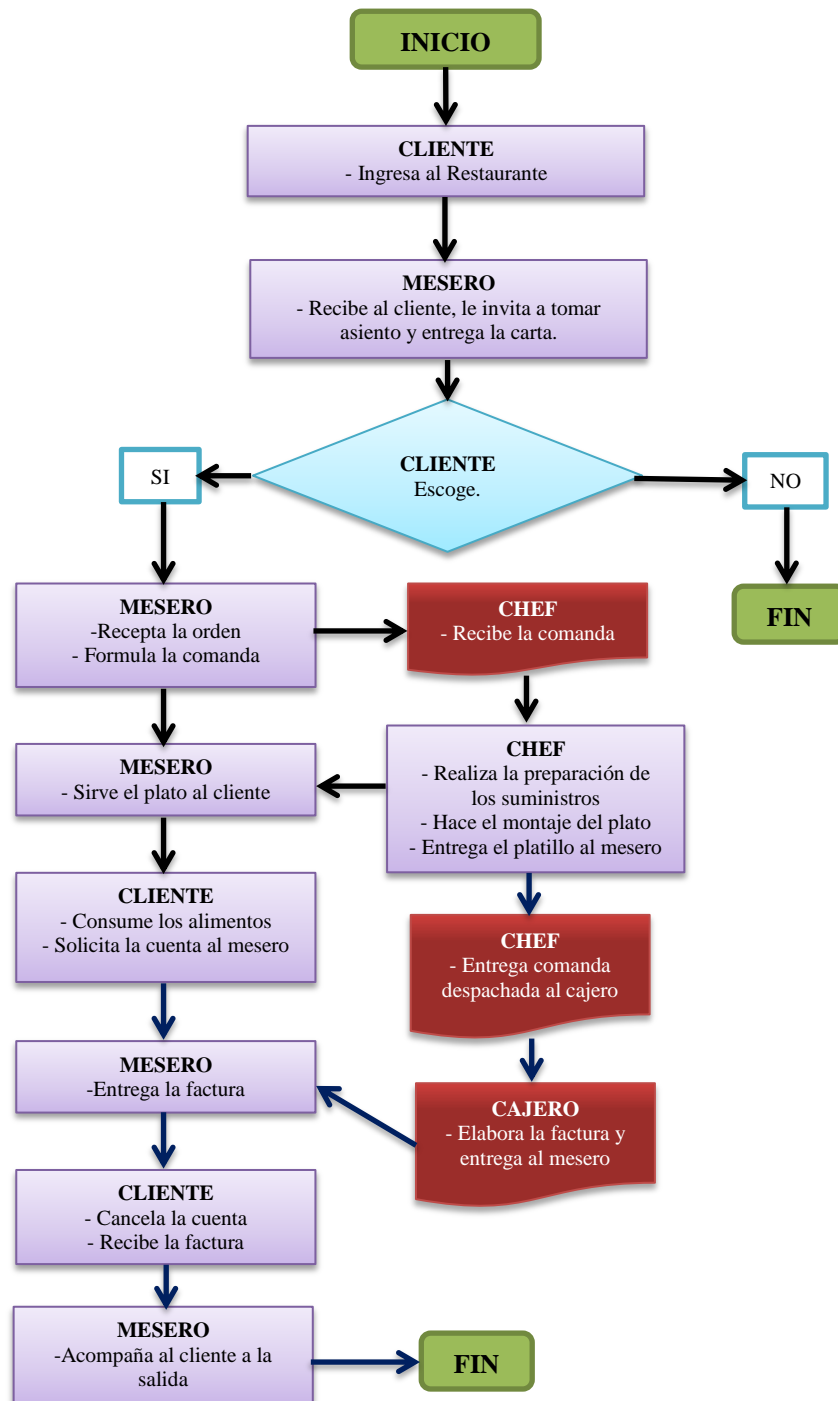 INICIO
CLIENTE
- Ingresa al Restaurante
MESERO
- Recibe al cliente, le invita a tomar
asiento y entrega la carta.
CLIENTE
Escoge.
SI
NO
FIN
MESERO
-Recepta la orden
- Formula la comanda
CHEF
- Recibe la comanda
MESERO
- Sirve el plato al cliente
CHEF
- Realiza la preparación de
los suministros
- Hace el montaje del plato
- Entrega el platillo al mesero
CLIENTE
- Consume los alimentos
- Solicita la cuenta al mesero
CHEF
- Entrega comanda
despachada al cajero
MESERO
-Entrega la factura
CAJERO
- Elabora la factura y
entrega al mesero
CLIENTE
- Cancela la cuenta
- Recibe la factura
MESERO
-Acompaña al cliente a la
salida
FIN